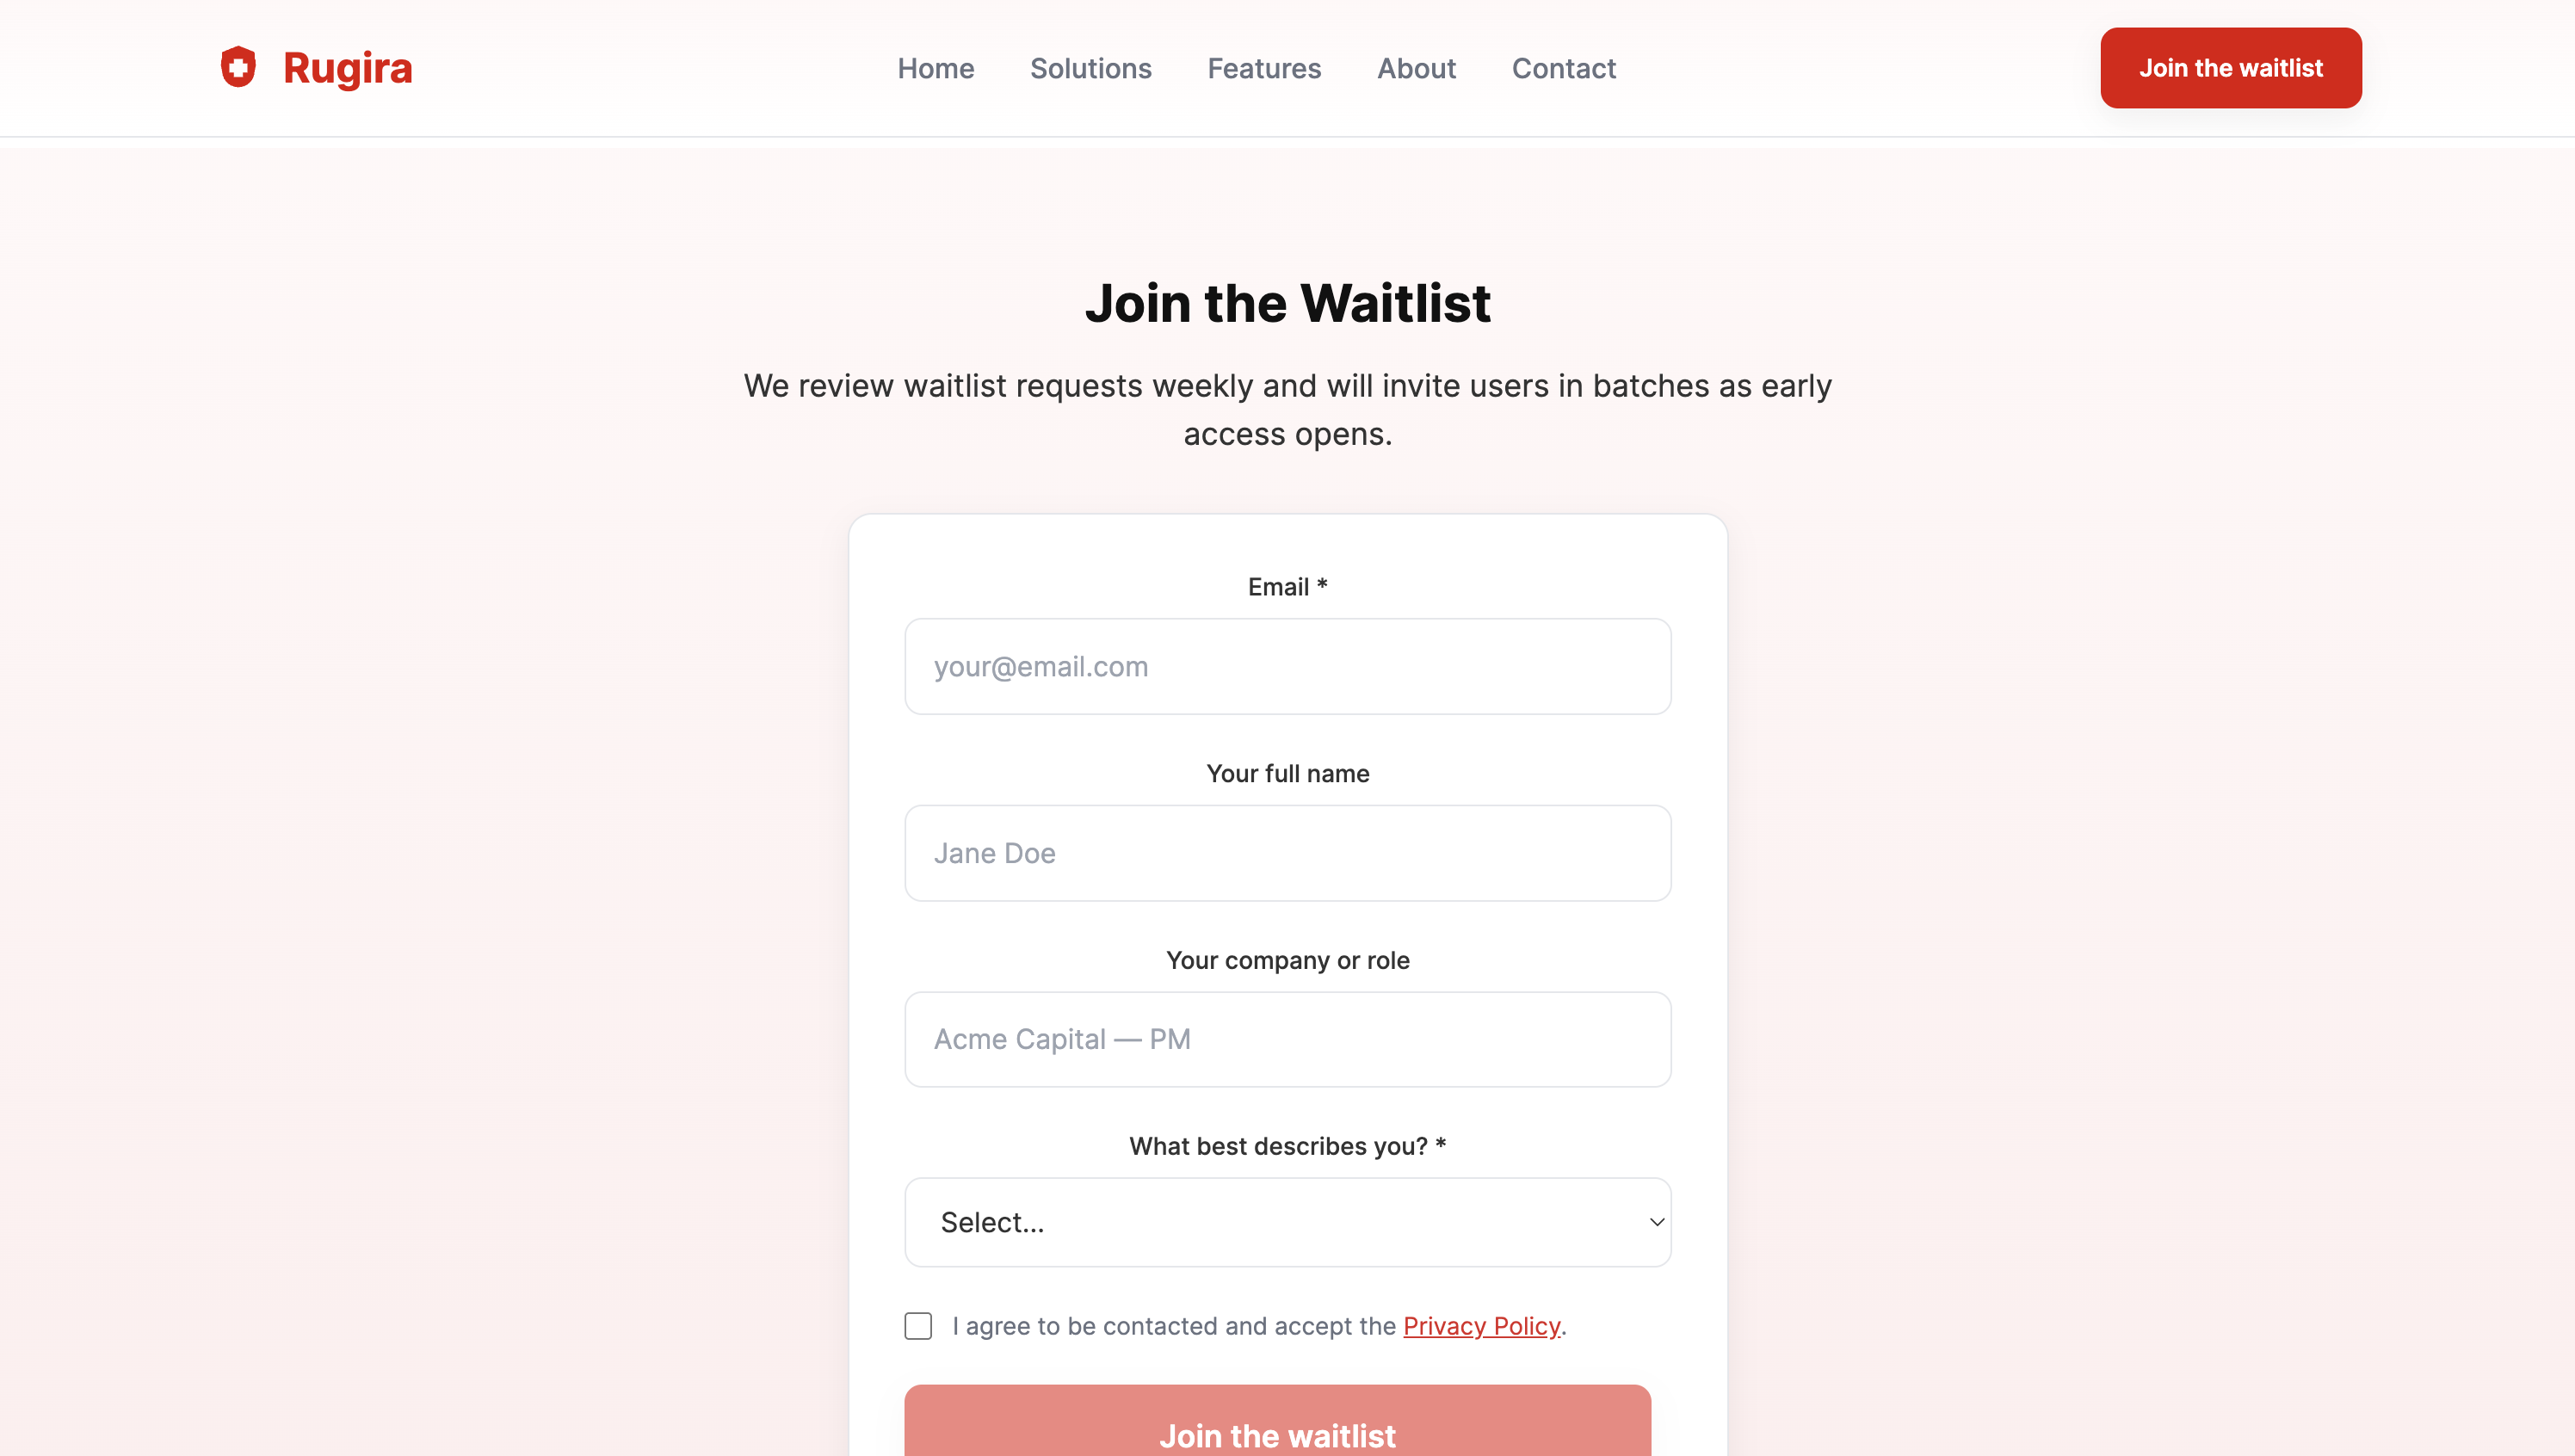 Rugira
Home
Solutions
Features
About
Contact
Join the waitlist
Join the Waitlist
We review waitlist requests weekly and will invite users in batches as early
access opens.
Email *
your@email.com
Your full name
Jane Doe
Your company or role
Acme Capital — PM
What best describes you? *
Select...
I agree to be contacted and accept the Privacy Policy.
Join the waitlist